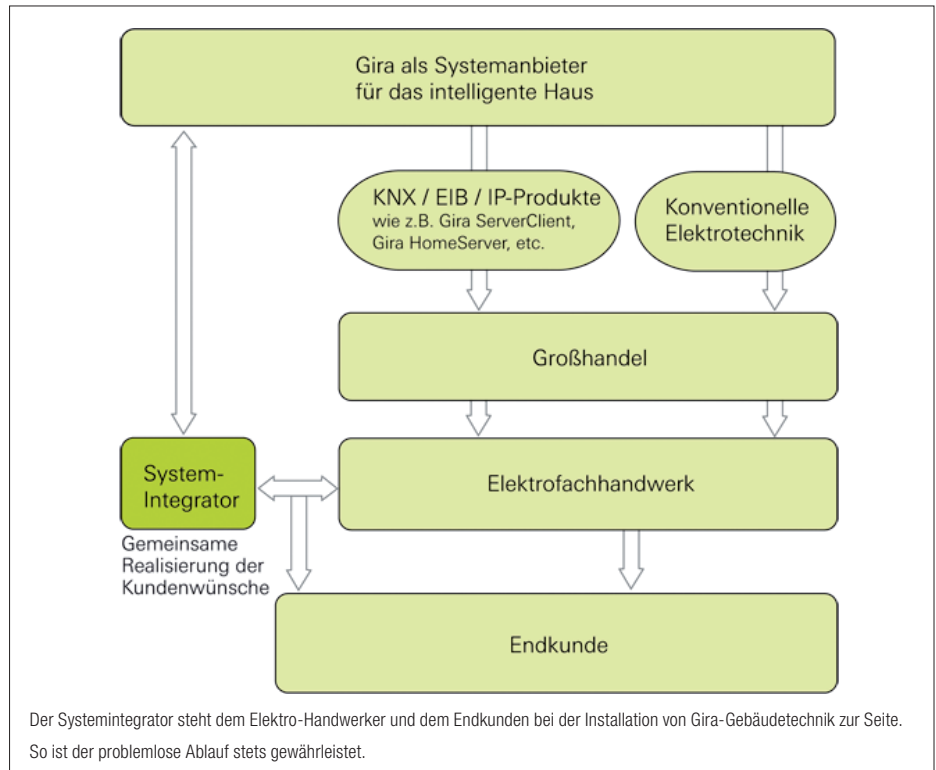 Gira als Systemanbieter
für das intelligente Haus
KNX / EIB / IP-Produkte
wie z.B. Gira ServerClient,
Gira HomeServer, etc.
Konventionelle
Elektrotechnik
Großhandel
System-
Integrator
Elektrofachhandwerk
Gemeinsame
Realisierung der
Kundenwünsche
Endkunde
Der Systemintegrator steht dem Elektro-Handwerker und dem Endkunden bei der Installation von Gira-Gebäudetechnik zur Seite.
So ist der problemlose Ablauf stets gewährleistet.